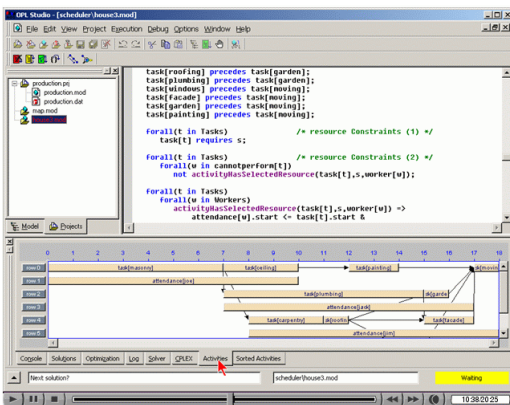 OPL Studio - [scheduler\house3.mod]
File Edit View Project Execution Debug Options Window Help
production.prj
production.mod
production.dat
map.mod
task[roofing] precedes task[garden];
task[plumbing] precedes task[garden];
task[windows] precedes task[moving];
task[facade] precedes task[moving];
task[garden] precedes task[moving];
task[painting] precedes task[moving];
forall(t in Tasks) /* resource Constraints (1) */
task[t] requires s;
forall(t in Tasks) /* resource Constraints (2) */
forall(w in cannotperform[t])
not activityHasSelectedResource(task[t],s,worker[w]);
forall(t in Tasks)
forall(w in Workers)
activityHasSelectedResource(task[t],s,worker[w]) =>
attendance[w].start <= task[t].start &
Model Projects
0 1 2 3 4 5 6 7 8 9 10 11 12 13 14 15 16 17 18
row 0 task[masonry] task[ceiling] task[painting] sk[movin
row 1 attendance[joe]
row 2 task[plumbing] sk[garde
row 3 attendance[jack]
row 4 task[carpentry] sk[roofin task[facade]
row 5 attendance[jim]
Console Solutions Optimization Log Solver CPLEX Activities Sorted Activities
Next solution? scheduler\house3.mod Waiting
10:38/20:25